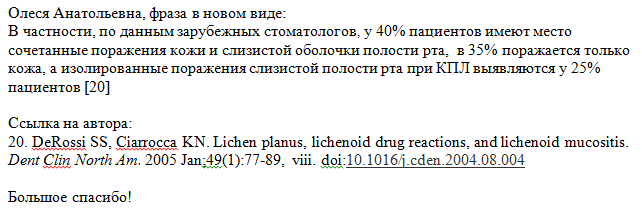 Олеся Анатольевна, фраза в новом виде:
В частности, по данным зарубежных стоматологов, у 40% пациентов имеют место
сочетанные поражения кожи и слизистой оболочки полости рта,  в 35% поражается только
кожа, а изолированные поражения слизистой полости рта при КПЛ выявляются у 25%
пациентов [20]
Ссылка на автора:
20. DeRossi SS, Ciarrocca KN. Lichen planus, lichenoid drug reactions, and lichenoid mucositis.
Dent Clin North Am. 2005 Jan;49(1):77-89,  viii.  doi:10.1016/j.cden.2004.08.004
Большое спасибо!